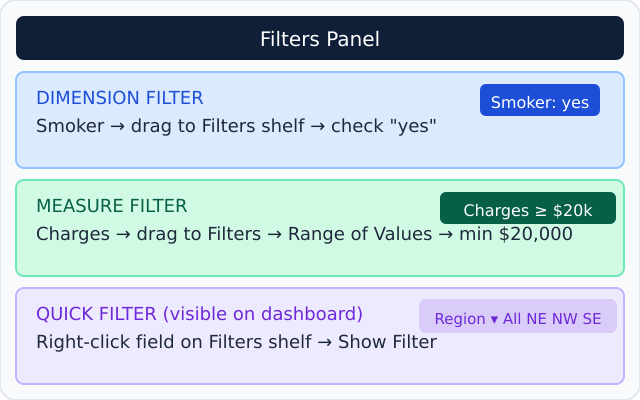 Filters Panel
DIMENSION FILTER
Smoker: yes
Smoker → drag to Filters shelf → check "yes"
MEASURE FILTER
Charges ≥ $20k
Charges → drag to Filters → Range of Values → min $20,000
QUICK FILTER (visible on dashboard)
Region ▾ All NE NW SE
Right-click field on Filters shelf → Show Filter